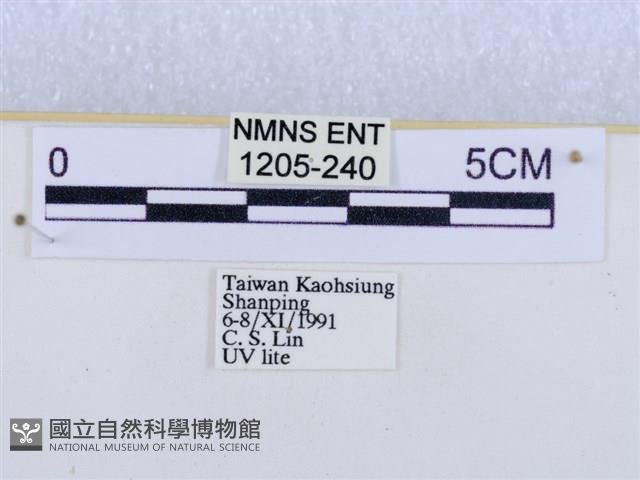 NMNS ENT
1205-240
0 5CM
Taiwan Kaohsiung
Shanping
6-8/XI/1991
C. S. Lin
UV lite
國立自然科學博物館
NATIONAL MUSEUM OF NATURAL SCIENCE